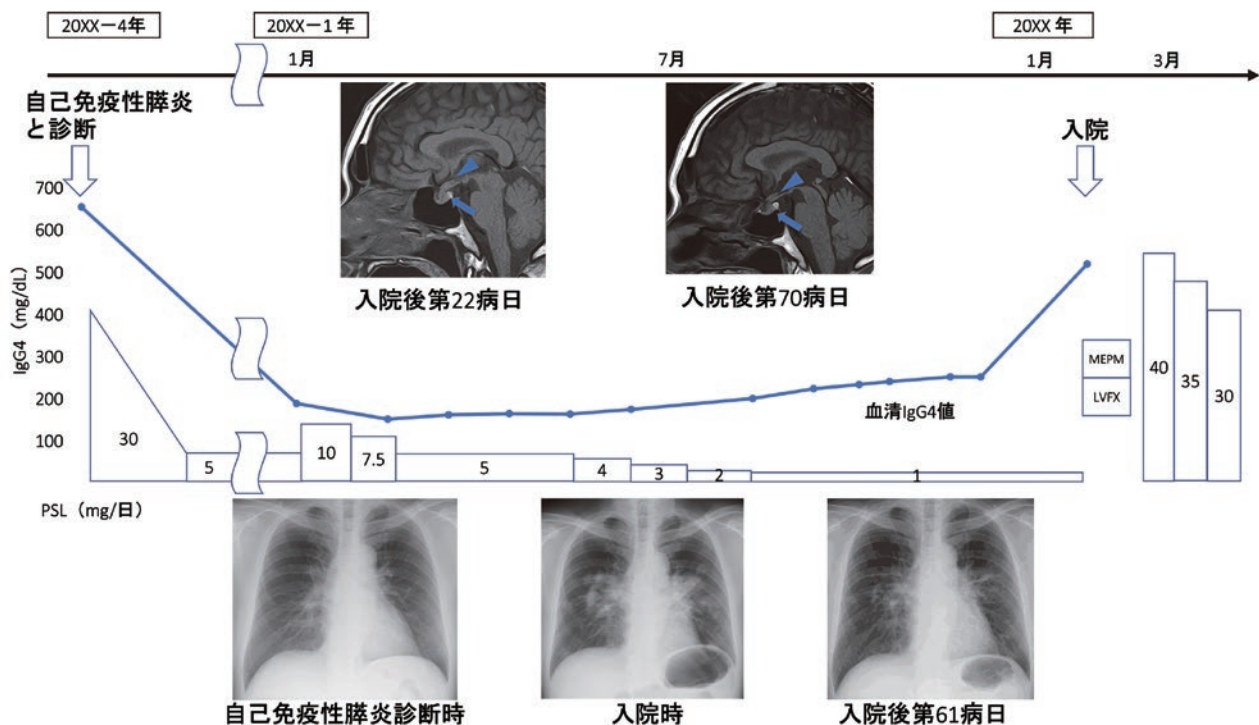 20XX－4年
20XX－1年
20XX 年
1月
7月
1月
3月
自己免疫性膵炎
と診断
入院
入院後第22病日
入院後第70病日
IgG4（mg/dL）
700
600
500
400
300
200
100
血清IgG4値
MEPM
LVFX
30
5
10
7.5
5
4
3
2
1
40
35
30
PSL（mg/日）
自己免疫性膵炎診断時
入院時
入院後第61病日